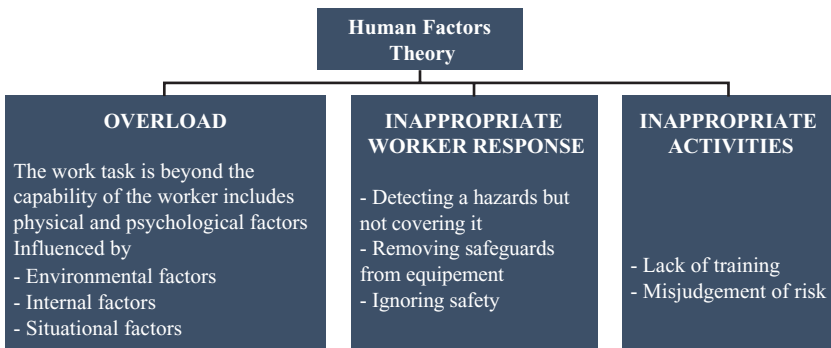 Human Factors
Theory
OVERLOAD
The work task is beyond the
capability of the worker includes
physical and psychological factors
Influenced by
- Environmental factors
- Internal factors
- Situational factors
INAPPROPRIATE
WORKER RESPONSE
- Detecting a hazards but
not covering it
- Removing safeguards
from equipement
- Ignoring safety
INAPPROPRIATE
ACTIVITIES
- Lack of training
- Misjudgement of risk